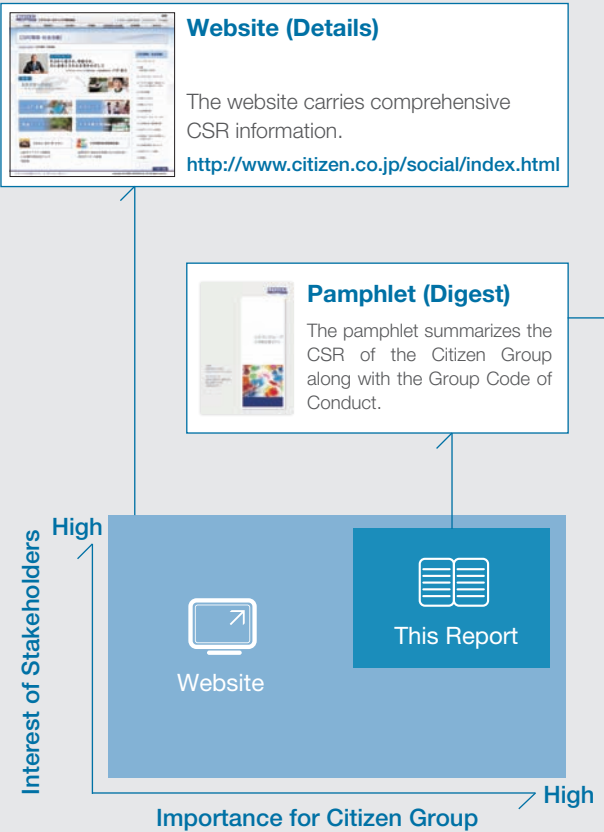 Website (Details)
The website carries comprehensive
CSR information.
http://www.citizen.co.jp/social/index.html
Pamphlet (Digest)
The pamphlet summarizes the
CSR of the Citizen Group
along with the Group Code of
Conduct.
High
Interest of Stakeholders
Website
This Report
High
Importance for Citizen Group